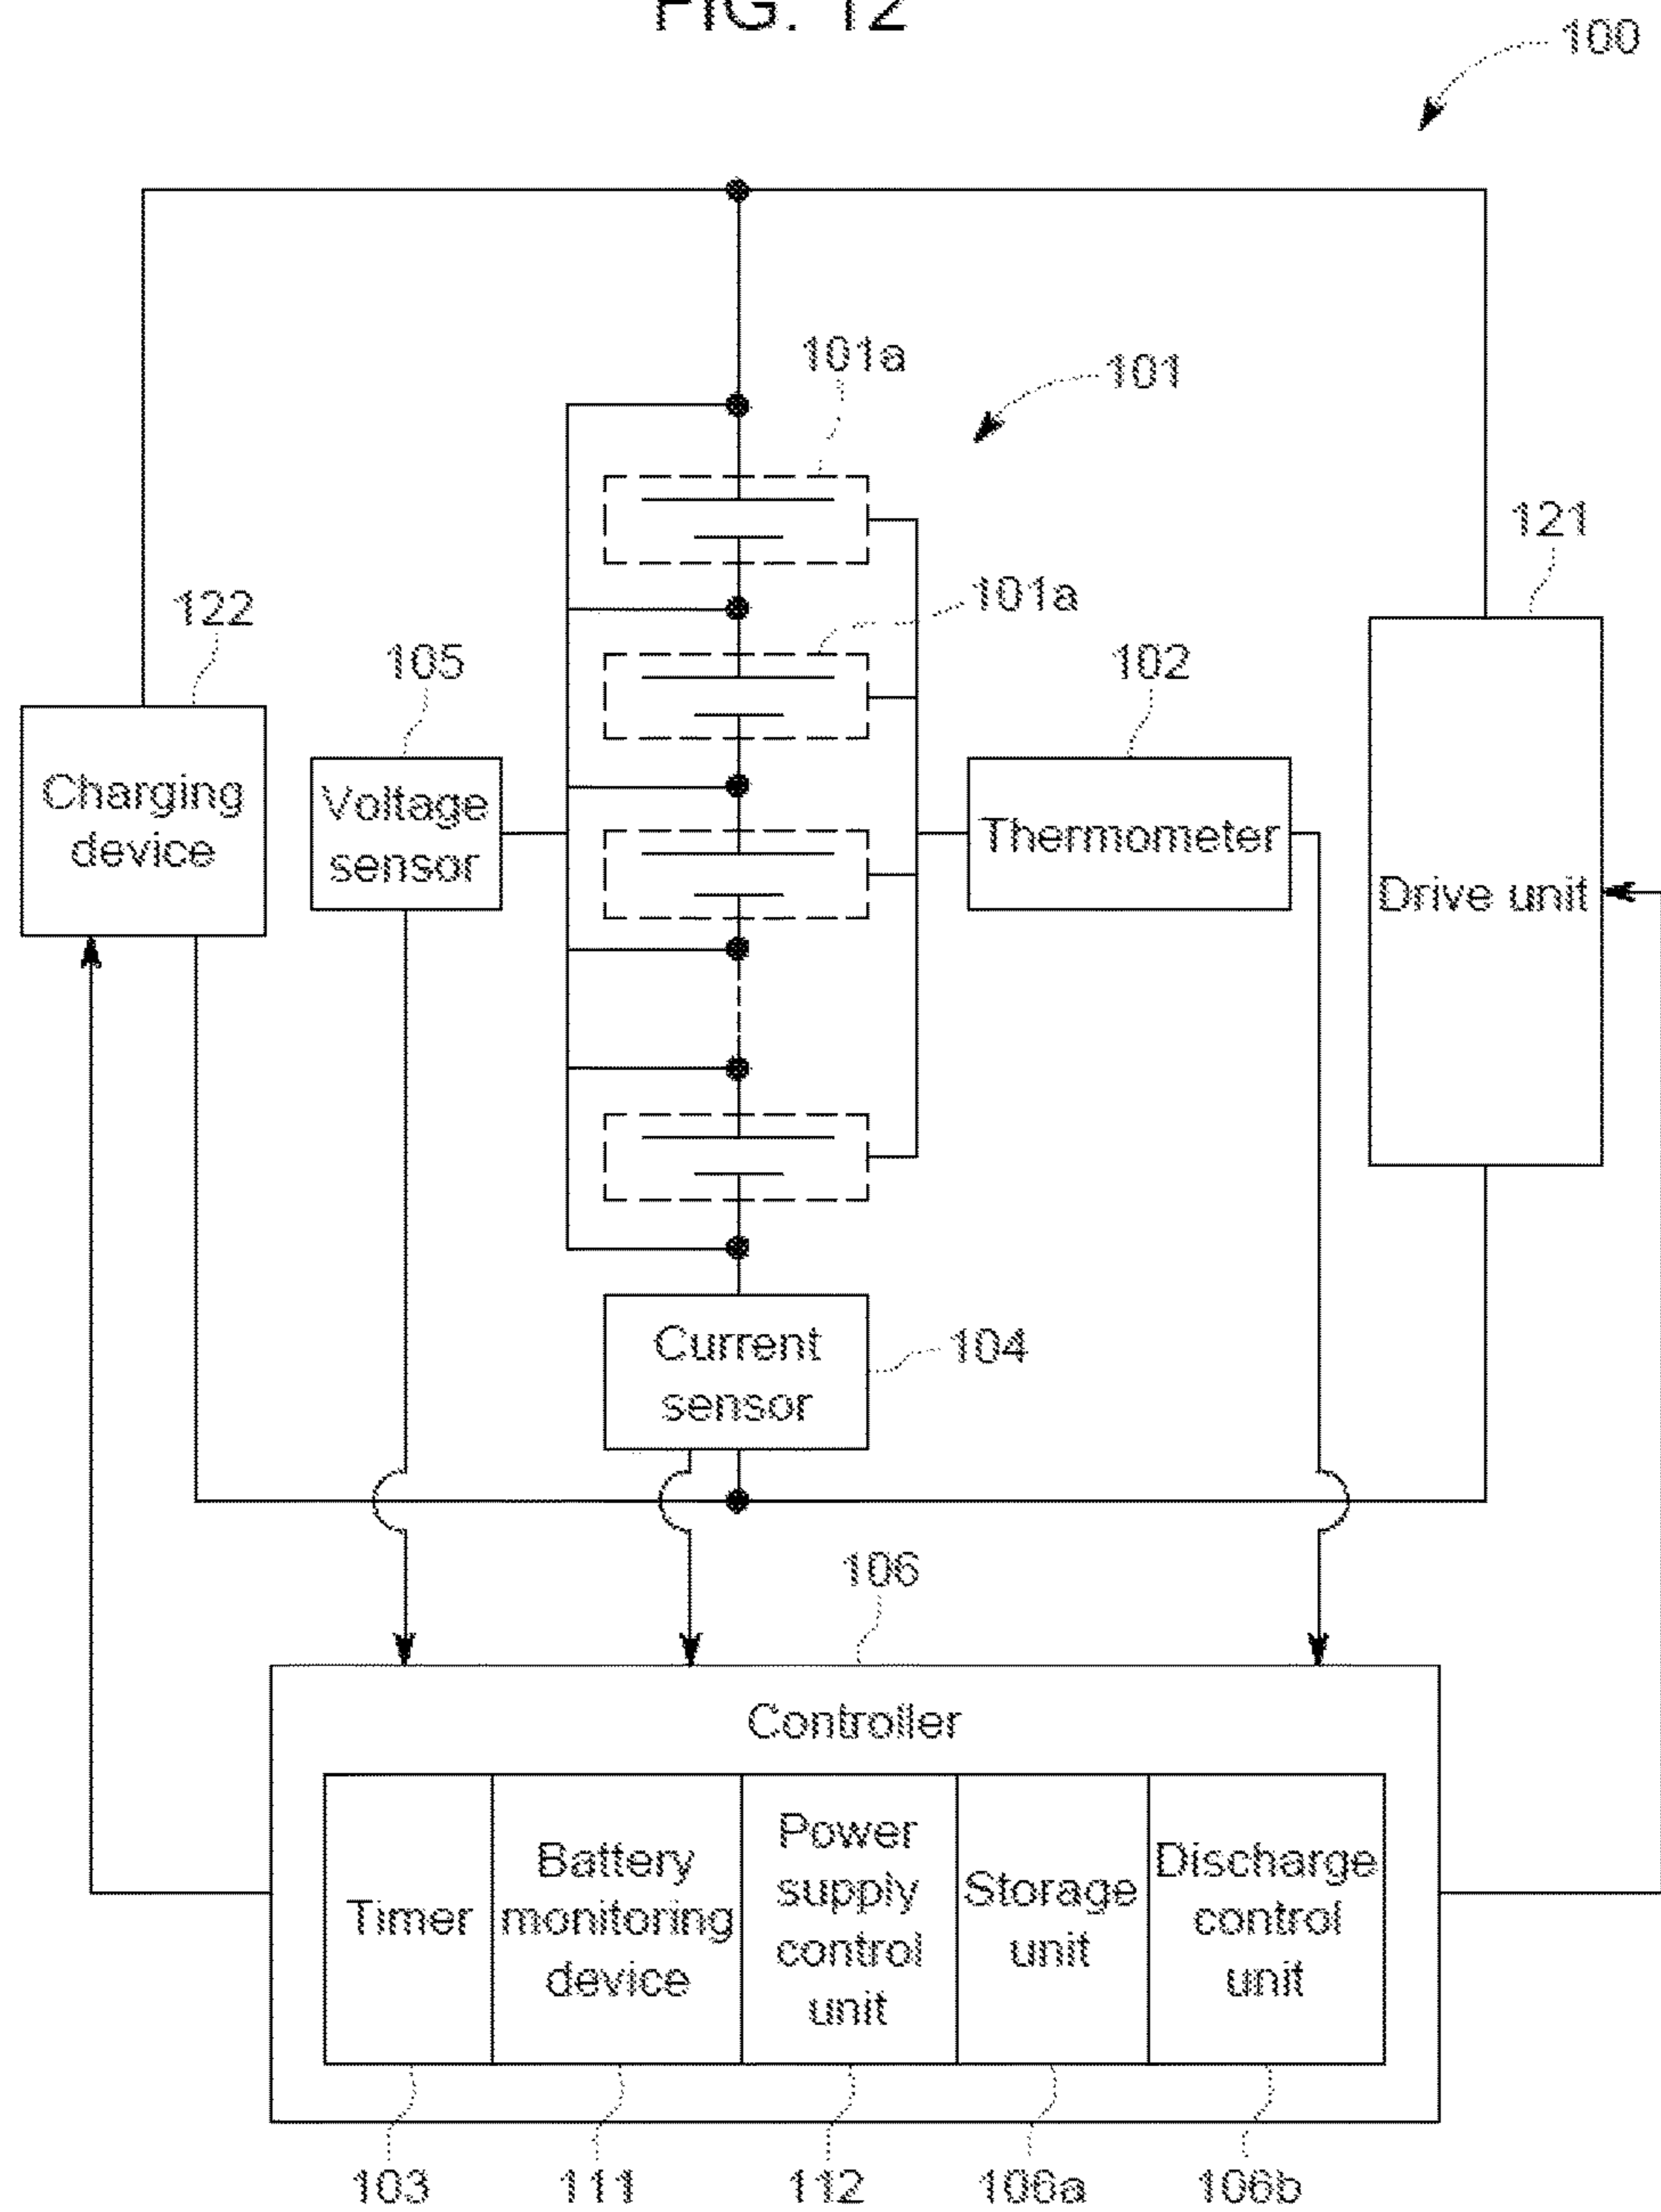 FIG. 12
100
101a
101
121
101a
122
105
102
Charging
device
Voltage
sensor
Thermometer
Drive unit
Current
sensor
104
106
Controller
Timer
Battery
monitoring
device
Power
supply
control
unit
Storage
unit
Discharge
control
unit
103
111
112
106a
106b